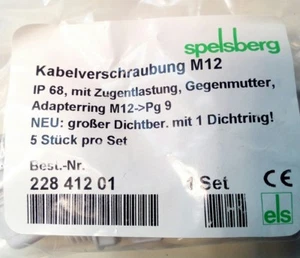 spelsberg
Kabelverschraubung M12
IP 68, mit Zugentlastung, Gegenmutter,
Adapterring M12->Pg 9
NEU: großer Dichtber. mit 1 Dichtring!
5 Stück pro Set
Best.-Nr.
228 412 01 1 Set CE
els